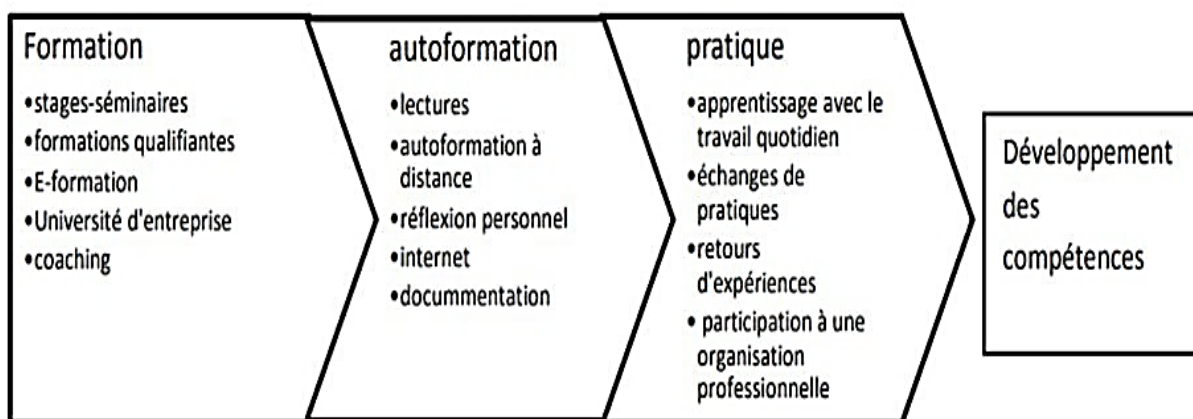 Formation
•stages-séminaires
•formations qualifiantes
•E-formation
•Université d'entreprise
•coaching
autoformation
•lectures
•autoformation à
distance
•réflexion personnel
•internet
•docummentation
pratique
•apprentissage avec le
travail quotidien
•échanges de
pratiques
•retours
d'expériences
• participation à une
organisation
professionnelle
Développement
des
compétences